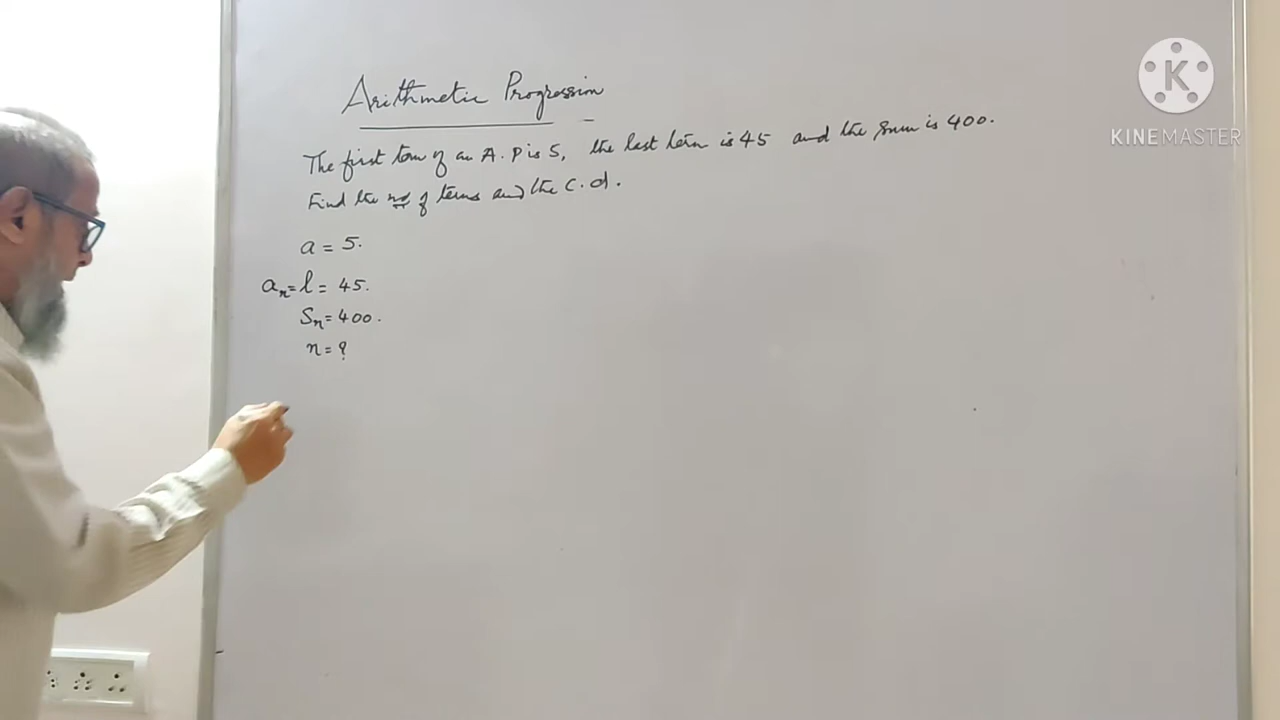 Arithmetic Progression
The first term of an A.P is 5, the last term is 45 and the sum is 400.
Find the no of terms and the C.d.
a = 5.
aₙ = l = 45.
Sₙ = 400.
n = ?
K
KINEMASTER